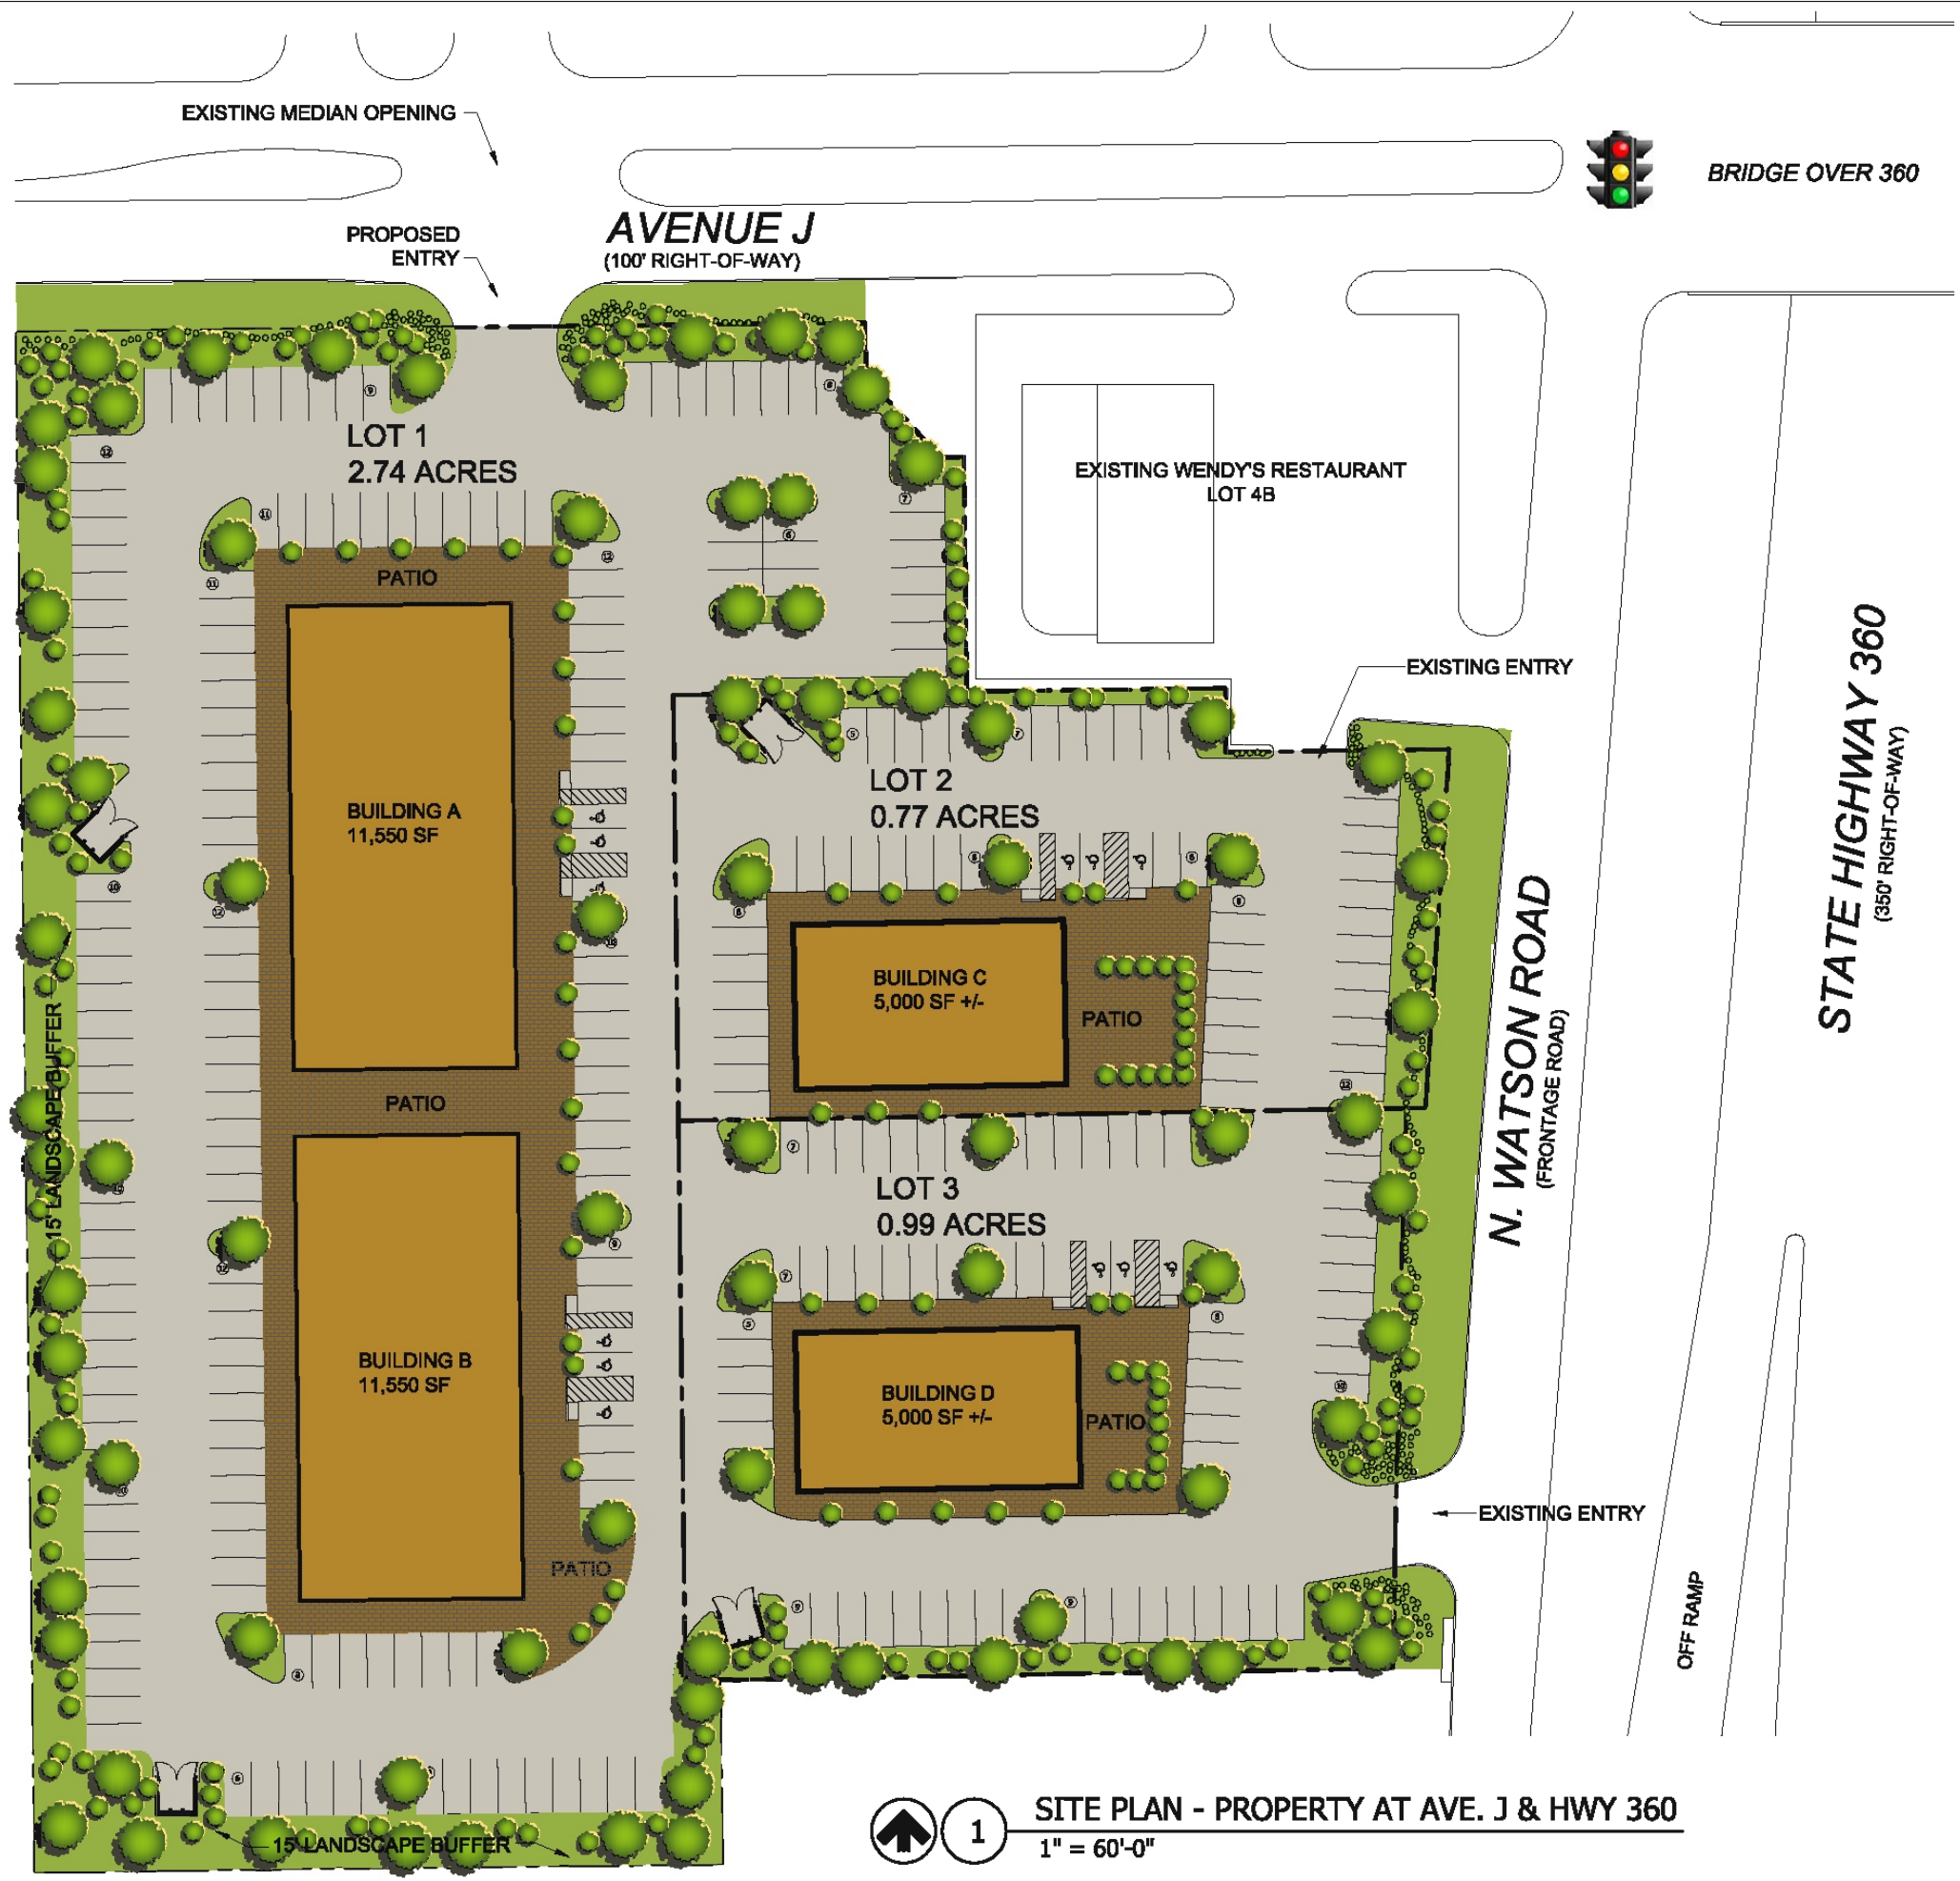 EXISTING MEDIAN OPENING
BRIDGE OVER 360
PROPOSED
ENTRY
AVENUE J
(100' RIGHT-OF-WAY)
LOT 1
2.74 ACRES
EXISTING WENDY'S RESTAURANT
LOT 4B
PATIO
EXISTING ENTRY
STATE HIGHWAY 360
(350' RIGHT-OF-WAY)
LOT 2
0.77 ACRES
BUILDING A
11,550 SF
N. WATSON ROAD
(FRONTAGE ROAD)
BUILDING C
5,000 SF +/-
PATIO
15' LANDSCAPE BUFFER
PATIO
LOT 3
0.99 ACRES
BUILDING B
11,550 SF
BUILDING D
5,000 SF +/-
PATIO
EXISTING ENTRY
PATIO
OFF RAMP
15' LANDSCAPE BUFFER
1
SITE PLAN - PROPERTY AT AVE. J & HWY 360
1" = 60'-0"